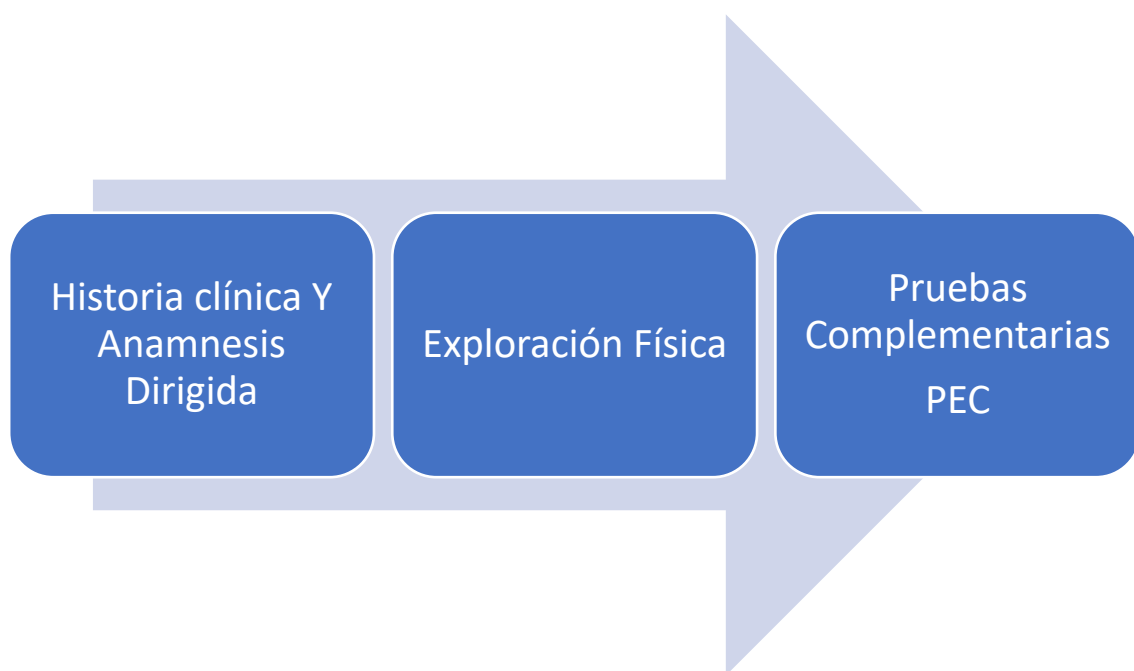 Historia clínica Y
Anamnesis
Dirigida
Exploración Física
Pruebas
Complementarias
PEC